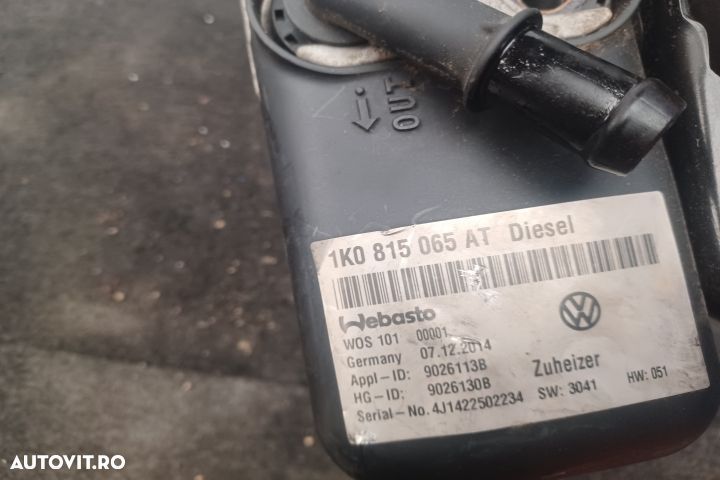 OUT
1K0 815 065 AT Diesel
Webasto
WOS 101 00001
Germany 07.12.2014
Appl-ID: 9026113B
HG-ID: 9026130B
Zuheizer
Serial-No. 4J1422502234
SW: 3041
HW: 051
AUTOVIT.RO